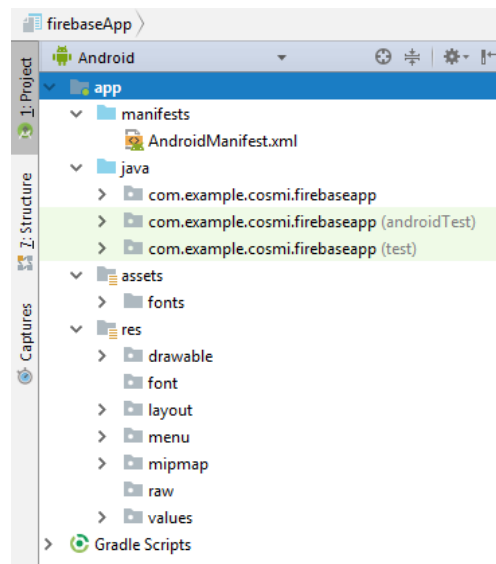 firebaseApp
Android
1: Project
app
manifests
AndroidManifest.xml
java
com.example.cosmi.firebaseapp
com.example.cosmi.firebaseapp (androidTest)
com.example.cosmi.firebaseapp (test)
7: Structure
assets
fonts
Captures
res
drawable
font
layout
menu
mipmap
raw
values
Gradle Scripts